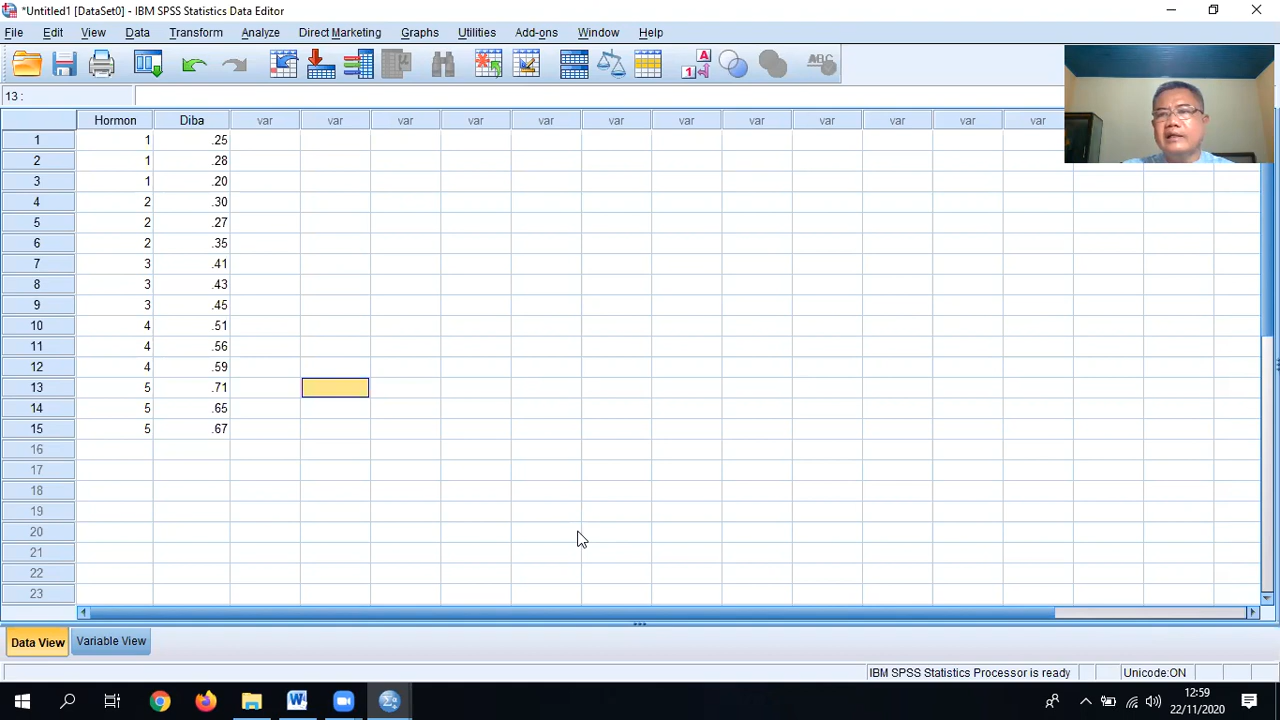 *Untitled1 [DataSet0] - IBM SPSS Statistics Data Editor
File Edit View Data Transform Analyze Direct Marketing Graphs Utilities Add-ons Window Help
A
1
ABC
13 :
Hormon Diba var var var var var var var var var var var var
1 1 .25
2 1 .28
3 1 .20
4 2 .30
5 2 .27
6 2 .35
7 3 .41
8 3 .43
9 3 .45
10 4 .51
11 4 .56
12 4 .59
13 5 .71
14 5 .65
15 5 .67
16
17
18
19
20
21
22
23
Data View Variable View
IBM SPSS Statistics Processor is ready Unicode:ON
12:59
22/11/2020